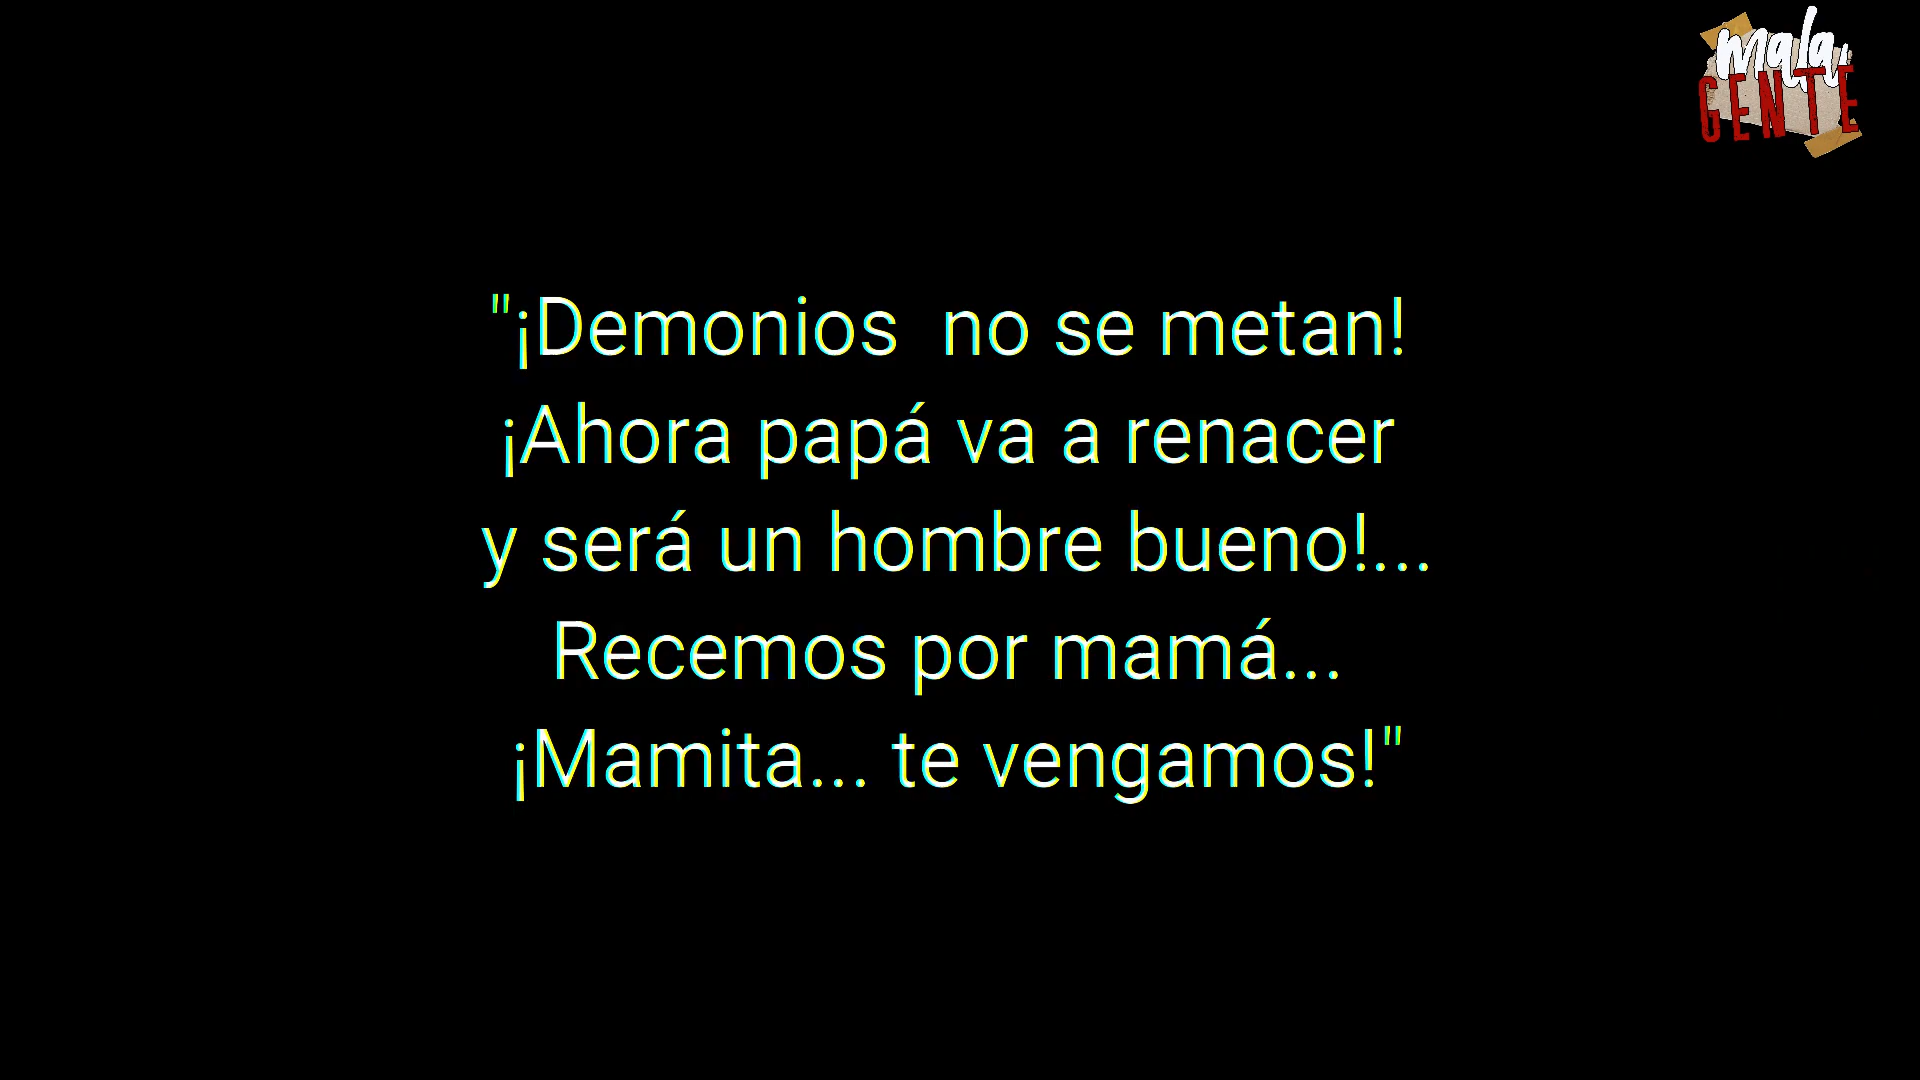 mala
GENTE
"¡Demonios  no se metan!
¡Ahora papá va a renacer
y será un hombre bueno!...
Recemos por mamá...
¡Mamita... te vengamos!"